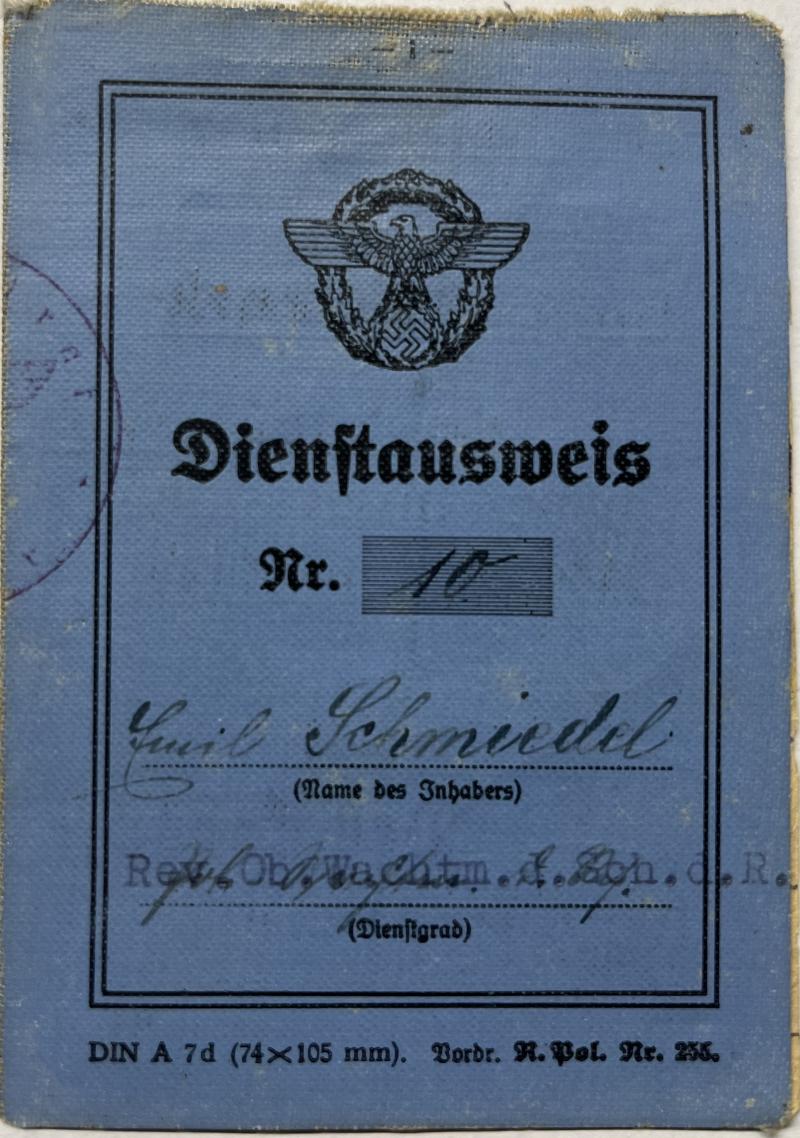 — 1 —
Dienstausweis
Nr. 10
Emil Schmiedel
(Name des Inhabers)
Rev. Ob. Wachtm. d. Sch. d. R.
(Dienstgrad)
DIN A 7d (74×105 mm). Vordr. R. Pol. Nr. 255.